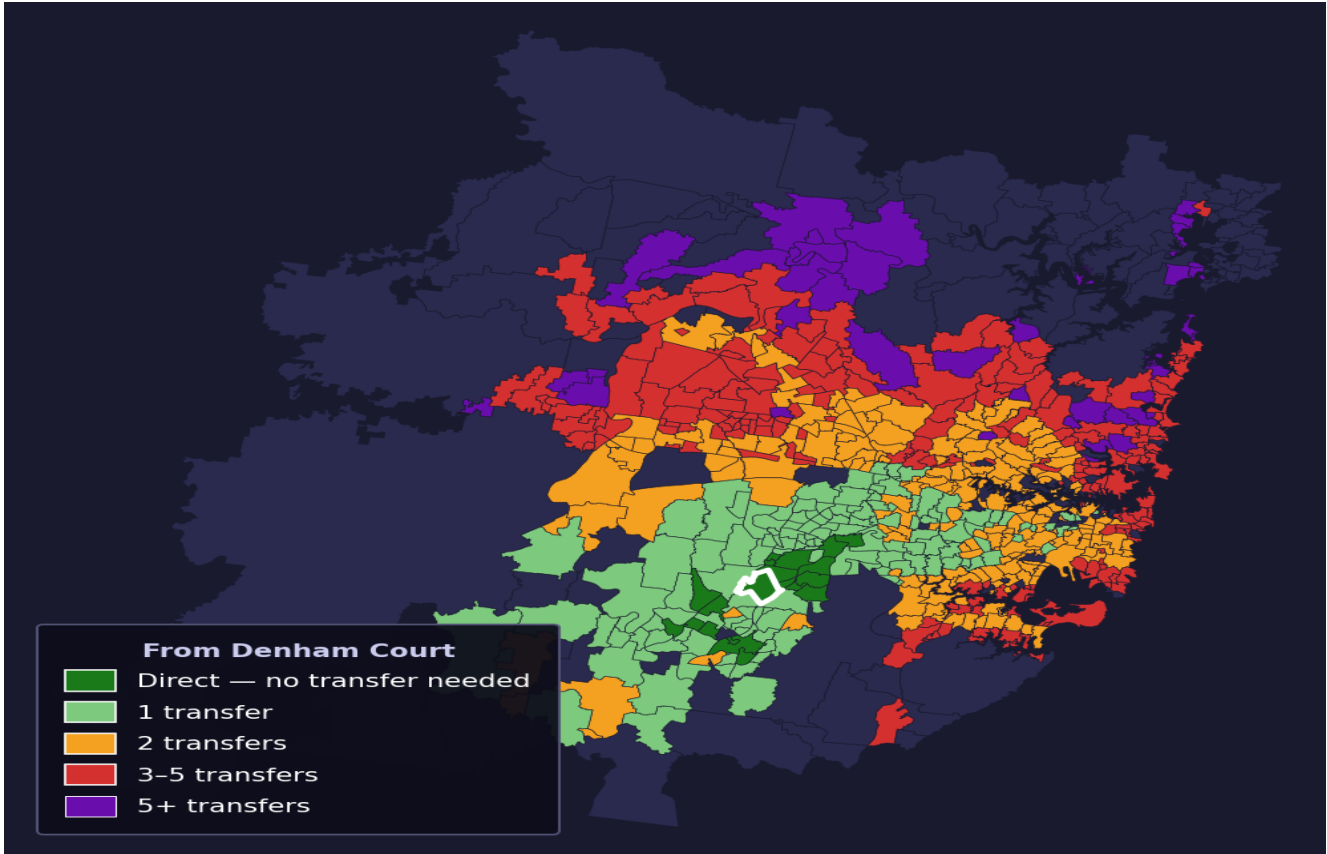 From Denham Court
Direct — no transfer needed
1 transfer
2 transfers
3–5 transfers
5+ transfers